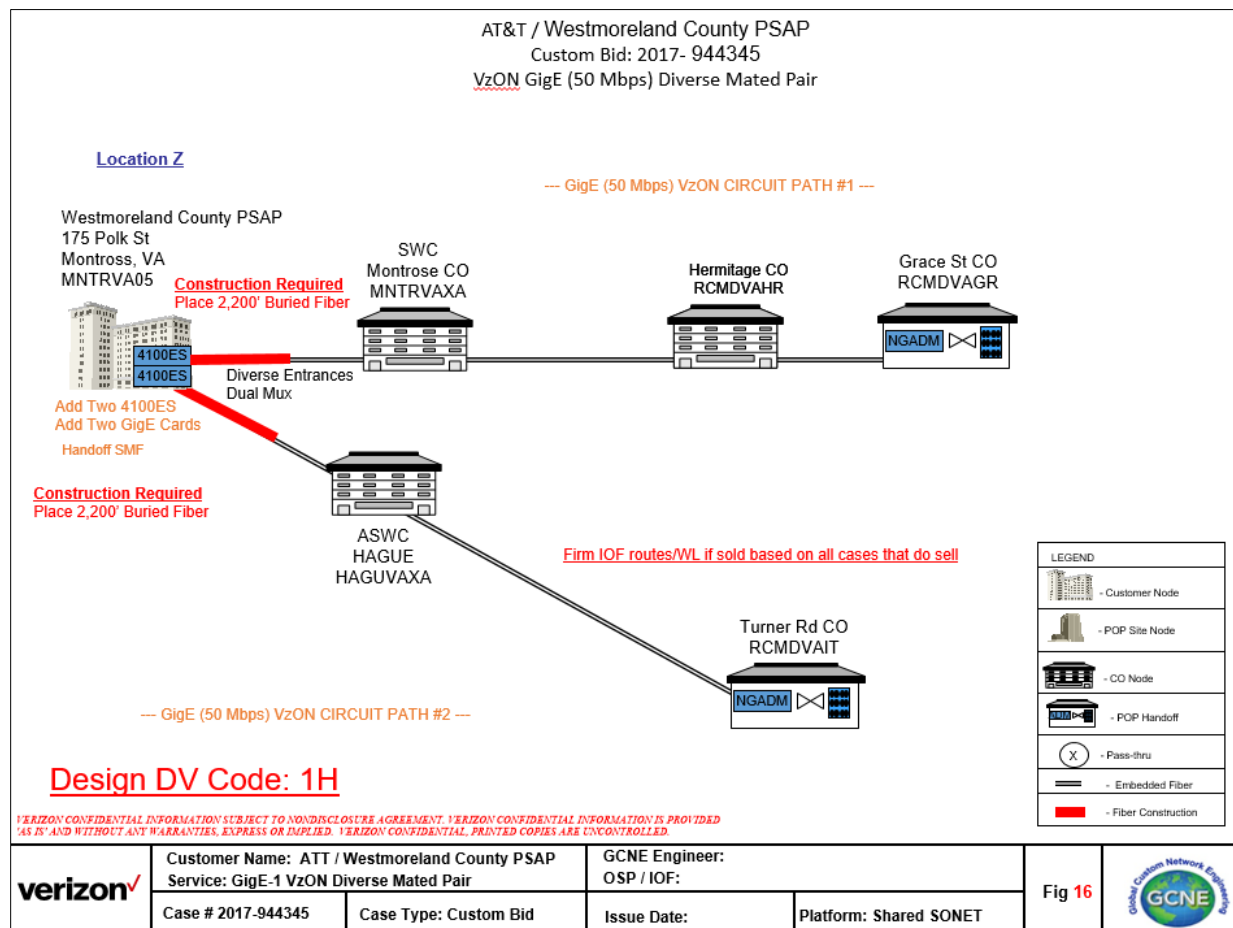 AT&T / Westmoreland County PSAP
Custom Bid: 2017- 944345
VzON GigE (50 Mbps) Diverse Mated Pair
Location Z
--- GigE (50 Mbps) VzON CIRCUIT PATH #1 ---
Westmoreland County PSAP
175 Polk St
Montross, VA
MNTRVA05
Construction Required
Place 2,200' Buried Fiber
SWC
Montrose CO
MNTRVAXA
Hermitage CO
RCMDVAHR
Grace St CO
RCMDVAGR
NGADM
4100ES
4100ES
Diverse Entrances
Dual Mux
Add Two 4100ES
Add Two GigE Cards
Handoff SMF
Construction Required
Place 2,200' Buried Fiber
ASWC
HAGUE
HAGUVAXA
Firm IOF routes/WL if sold based on all cases that do sell
Turner Rd CO
RCMDVAIT
NGADM
--- GigE (50 Mbps) VzON CIRCUIT PATH #2 ---
LEGEND
- Customer Node
- POP Site Node
- CO Node
- POP Handoff
X
- Pass-thru
- Embedded Fiber
- Fiber Construction
Design DV Code: 1H
VERIZON CONFIDENTIAL INFORMATION SUBJECT TO NONDISCLOSURE AGREEMENT. VERIZON CONFIDENTIAL INFORMATION IS PROVIDED
'AS IS' AND WITHOUT ANY WARRANTIES, EXPRESS OR IMPLIED. VERIZON CONFIDENTIAL, PRINTED COPIES ARE UNCONTROLLED.
verizon
Customer Name: ATT / Westmoreland County PSAP
Service: GigE-1 VzON Diverse Mated Pair
GCNE Engineer:
OSP / IOF:
Case # 2017-944345
Case Type: Custom Bid
Issue Date:
Platform: Shared SONET
Fig 16
Global Custom Network Engineering
GCNE